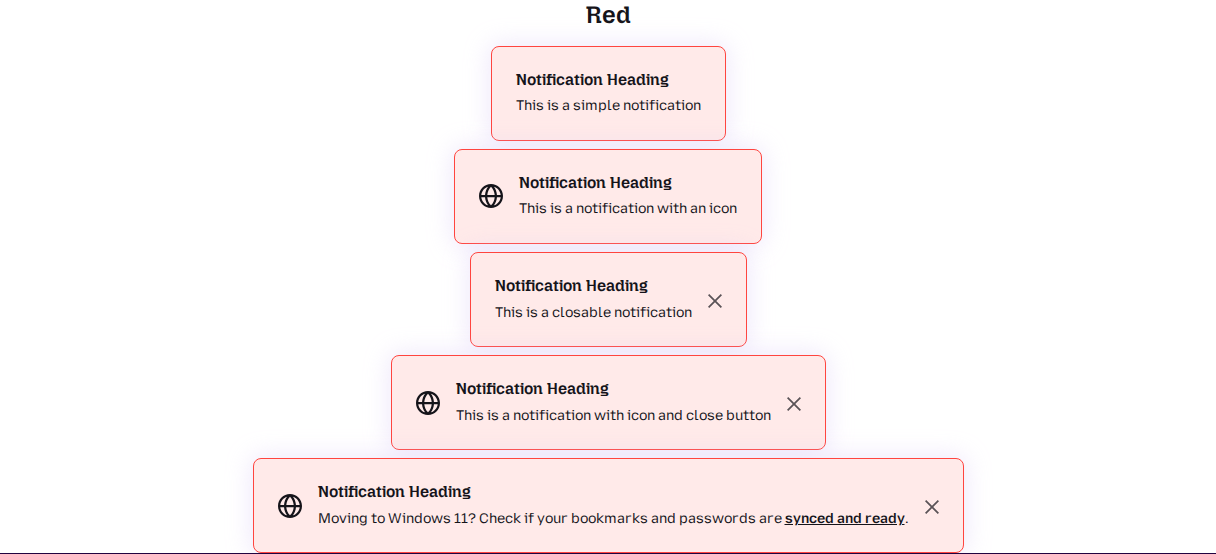 Red
Notification Heading
This is a simple notification
Notification Heading
This is a notification with an icon
Notification Heading
This is a closable notification
Notification Heading
This is a notification with icon and close button
Notification Heading
Moving to Windows 11? Check if your bookmarks and passwords are synced and ready.